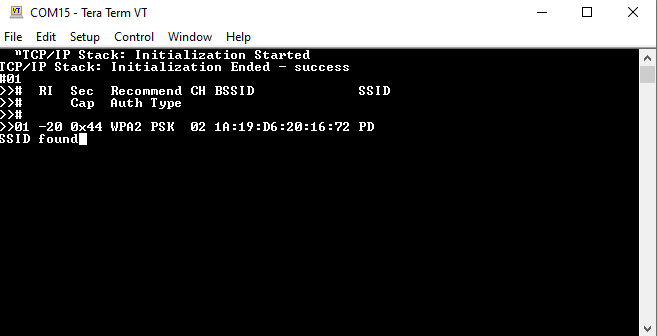 VT COM15 - Tera Term VT
File Edit Setup Control Window Help
"TCP/IP Stack: Initialization Started
TCP/IP Stack: Initialization Ended - success
#01
>># RI Sec Recommend CH BSSID SSID
>># Cap Auth Type
>>#
>>01 -20 0x44 WPA2 PSK 02 1A:19:D6:20:16:72 PD
SSID found